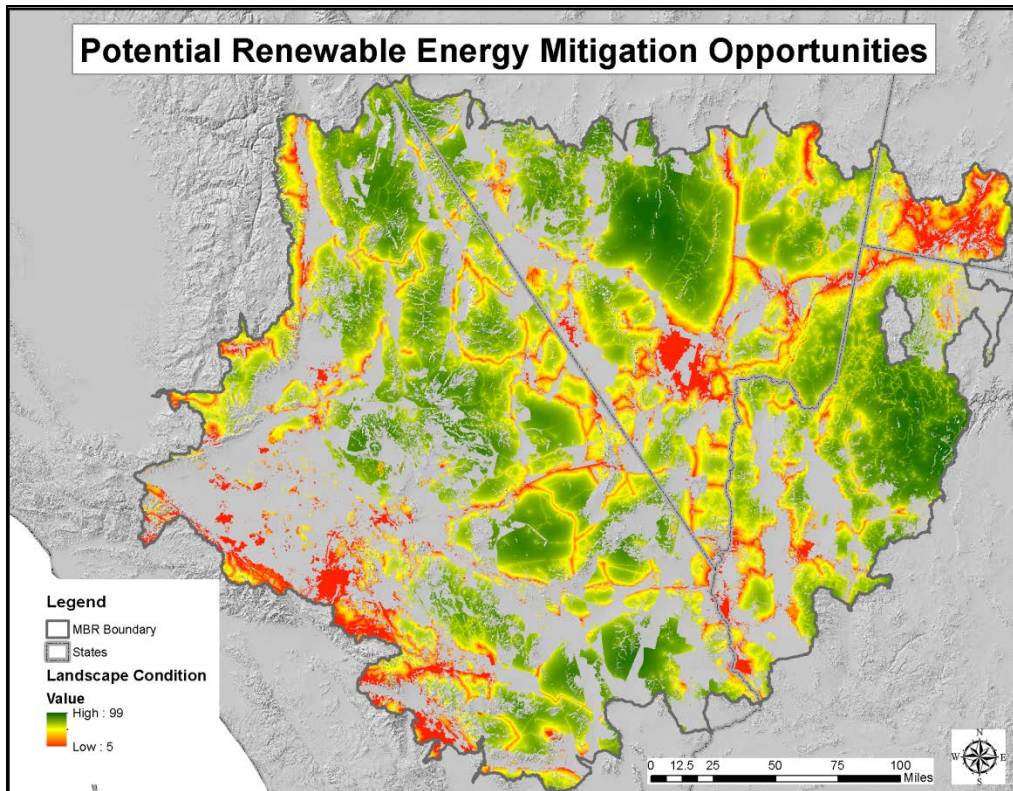 Potential Renewable Energy Mitigation Opportunities
Legend
MBR Boundary
States
Landscape Condition
Value
High : 99
Low : 5
0 12.5 25 50 75 100
Miles
N
W E
S